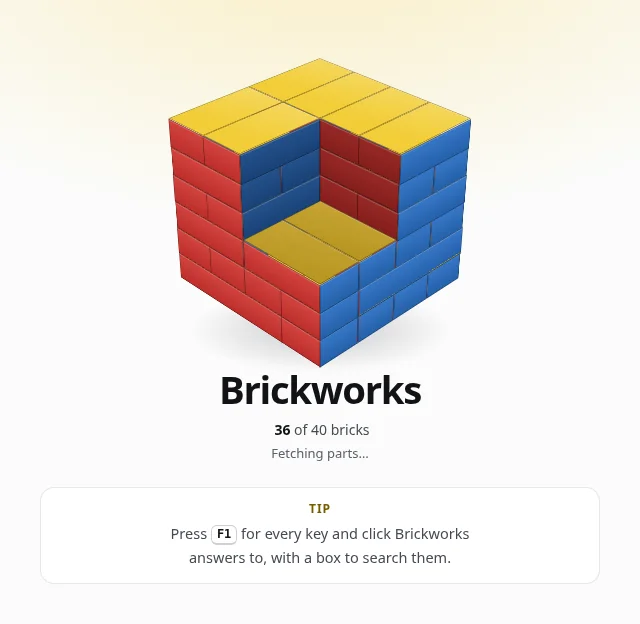 Brickworks
36 of 40 bricks
Fetching parts…
TIP
Press F1 for every key and click Brickworks
answers to, with a box to search them.